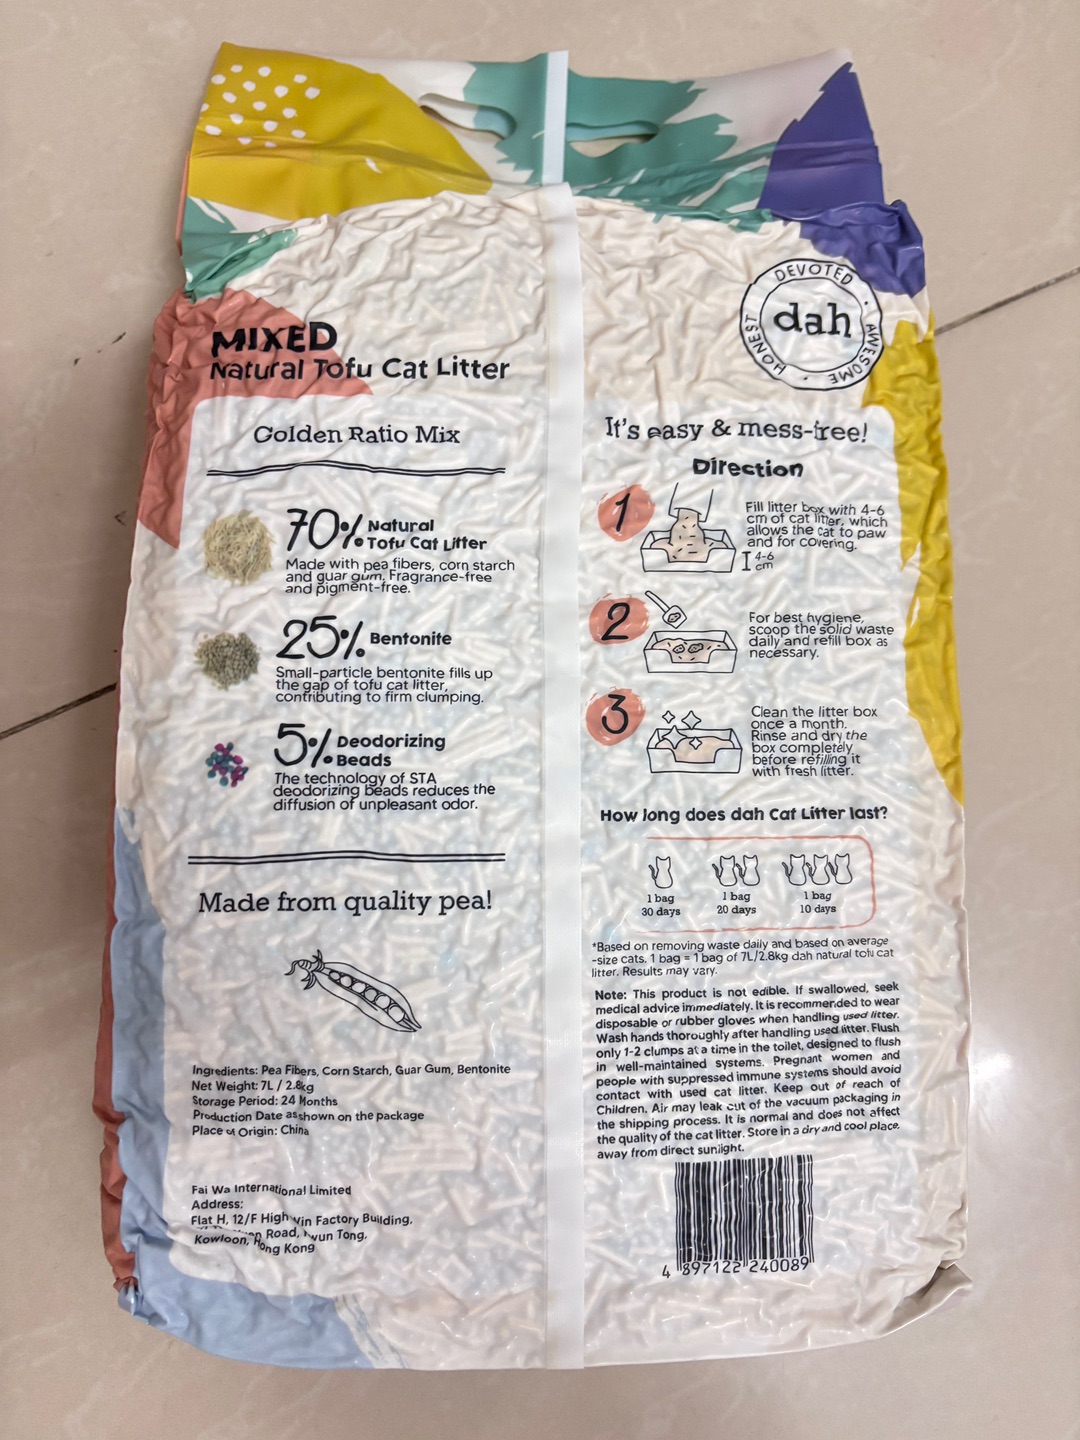 MIXED
Natural Tofu Cat Litter
DEVOTED
AWESOME
HONEST
dah
Golden Ratio Mix
70% Natural
Tofu Cat Litter
Made with pea fibers, corn starch
and guar gum. Fragrance-free
and pigment-free.
25% Bentonite
Small-particle bentonite fills up
the gap of tofu cat litter,
contributing to firm clumping.
5% Deodorizing
Beads
The technology of STA
deodorizing beads reduces the
diffusion of unpleasant odor.
Made from quality pea!
Ingredients: Pea Fibers, Corn Starch, Guar Gum, Bentonite
Net Weight: 7L / 2.8kg
Storage Period: 24 Months
Production Date as shown on the package
Place of Origin: China
Fai Wa International Limited
Address:
Flat H, 12/F High Win Factory Building,
Road, Kwun Tong,
Kowloon, Hong Kong
It's easy & mess-free!
Direction
1
Fill litter box with 4-6
cm of cat litter, which
allows the cat to paw
and for covering.
4-6
cm
2
For best hygiene,
scoop the solid waste
daily and refill box as
necessary.
3
Clean the litter box
once a month.
Rinse and dry the
box completely
before refilling it
with fresh litter.
How long does dah Cat Litter last?
1 bag
30 days
1 bag
20 days
1 bag
10 days
*Based on removing waste daily and based on average
-size cats. 1 bag = 1 bag of 7L/2.8kg dah natural tofu cat
litter. Results may vary.
Note: This product is not edible. If swallowed, seek
medical advice immediately. It is recommended to wear
disposable or rubber gloves when handling used litter.
Wash hands thoroughly after handling used litter. Flush
only 1-2 clumps at a time in the toilet, designed to flush
in well-maintained systems. Pregnant women and
people with suppressed immune systems should avoid
contact with used cat litter. Keep out of reach of
Children. Air may leak out of the vacuum packaging in
the shipping process. It is normal and does not affect
the quality of the cat litter. Store in a dry and cool place,
away from direct sunlight.
4 897122 240089